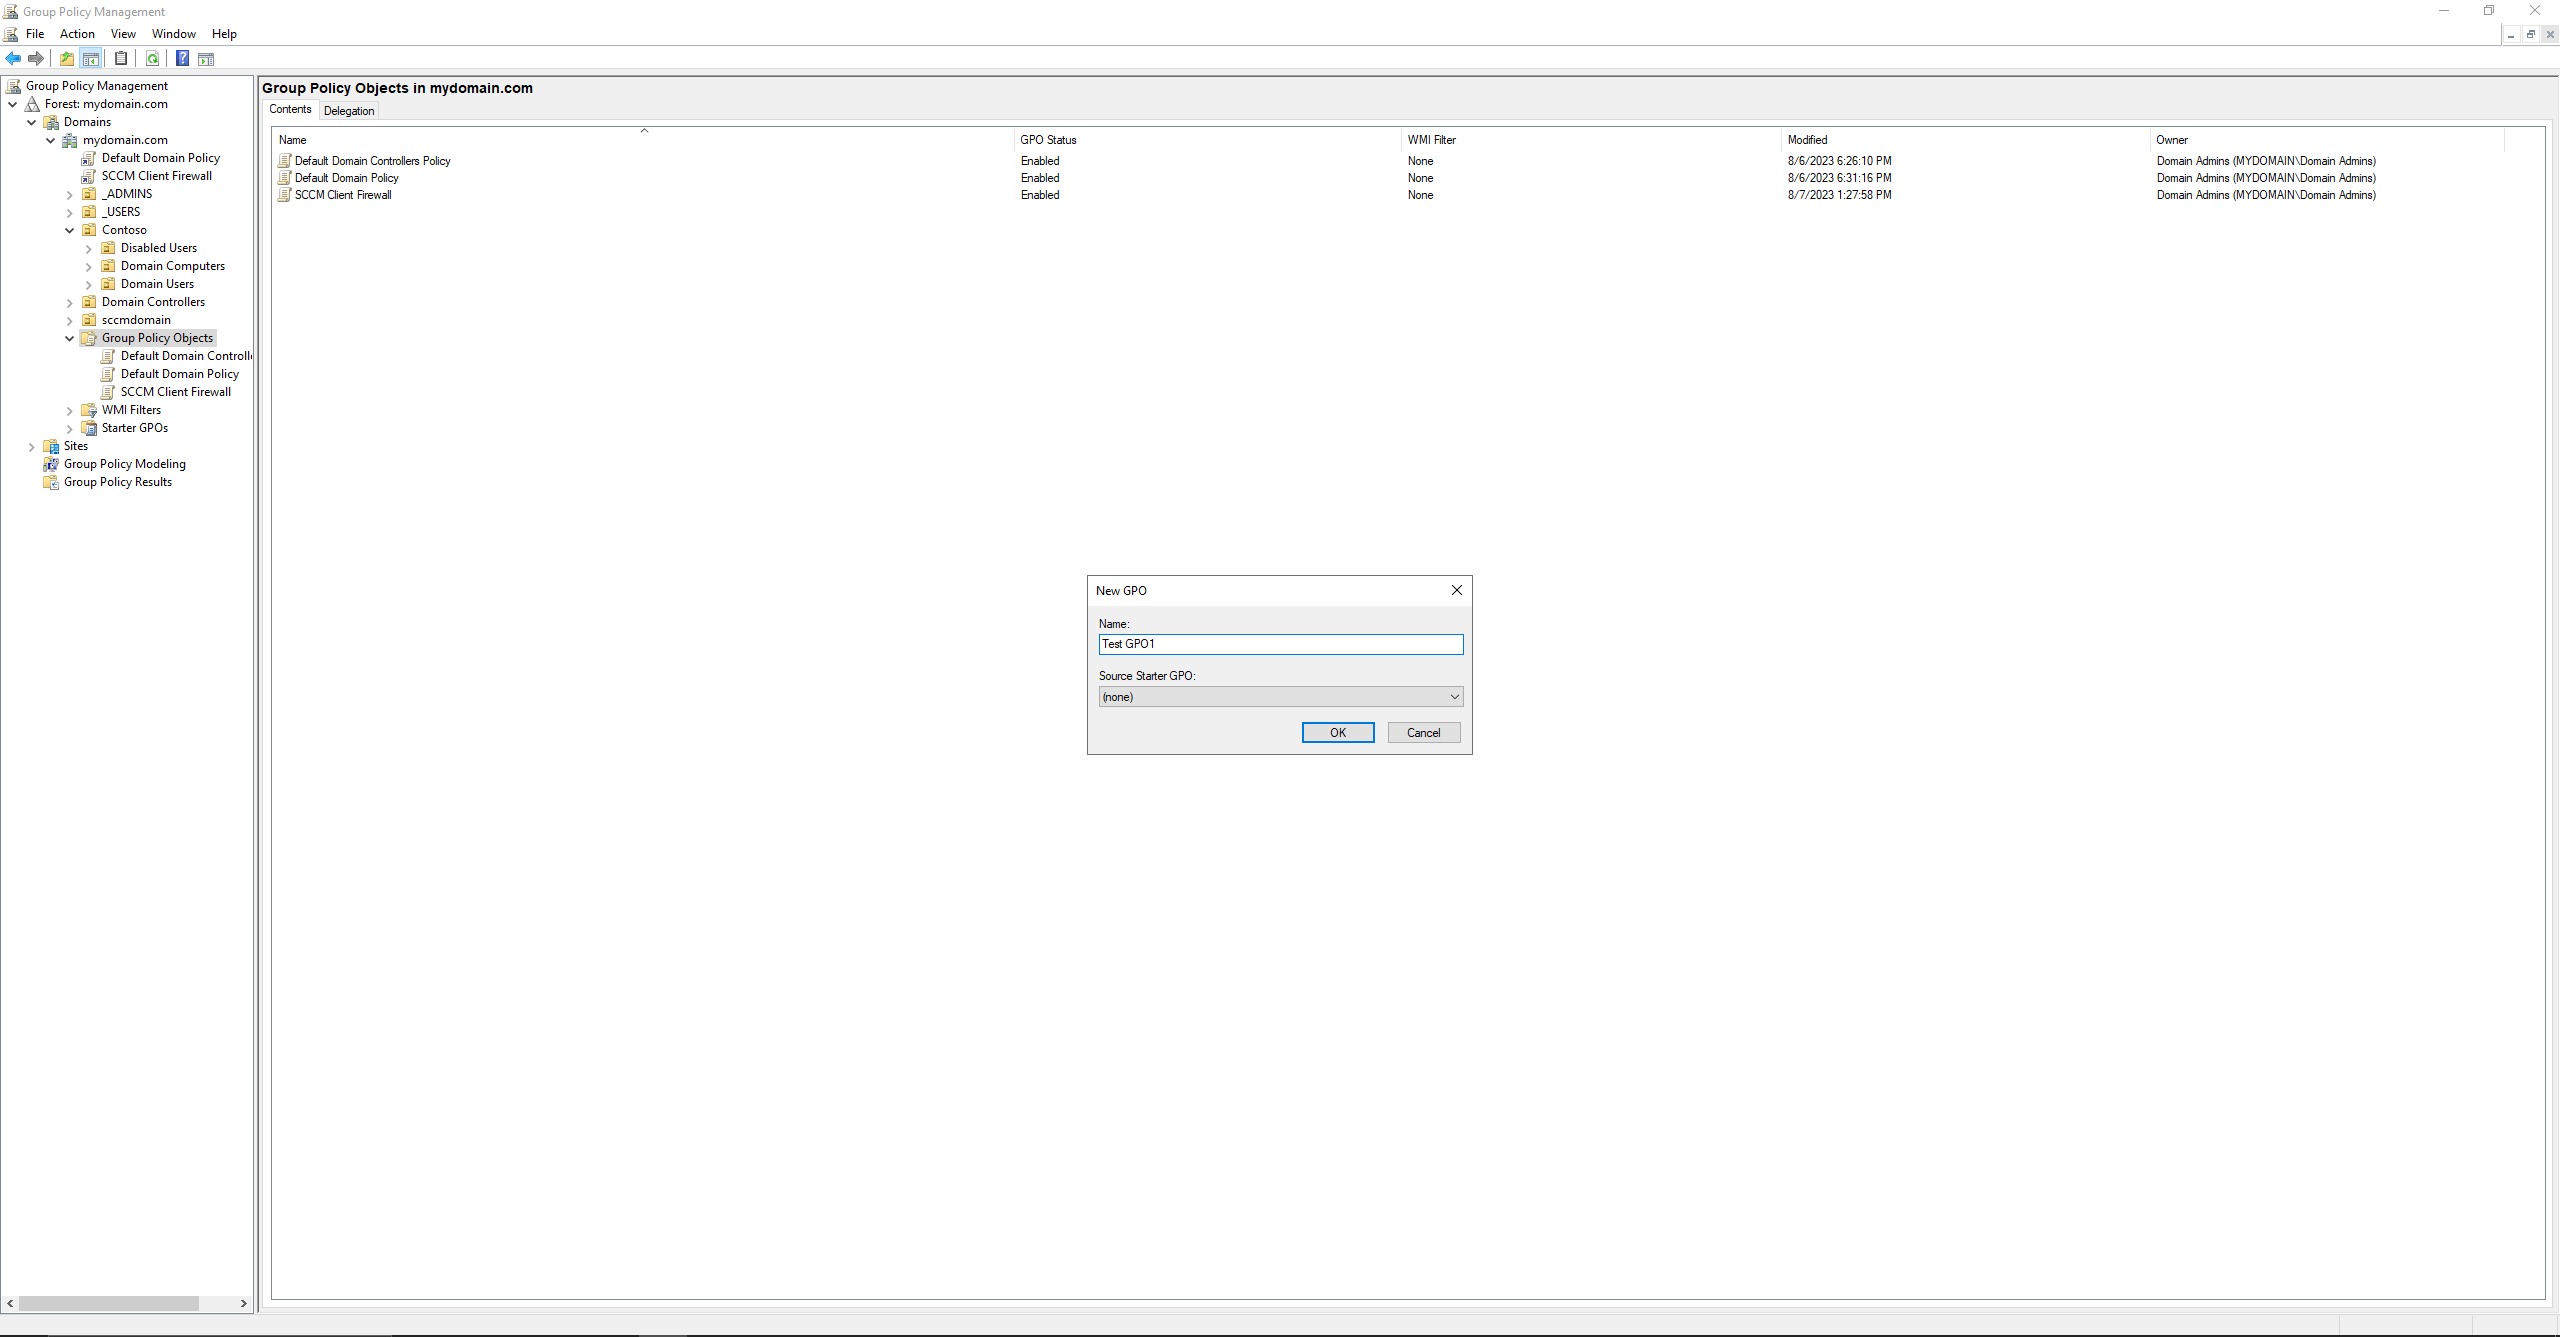 Group Policy Management
File Action View Window Help
Group Policy Management
Forest: mydomain.com
Domains
mydomain.com
Default Domain Policy
SCCM Client Firewall
_ADMINS
_USERS
Contoso
Disabled Users
Domain Computers
Domain Users
Domain Controllers
sccmdomain
Group Policy Objects
Default Domain Controlle
Default Domain Policy
SCCM Client Firewall
WMI Filters
Starter GPOs
Sites
Group Policy Modeling
Group Policy Results
Group Policy Objects in mydomain.com
Contents Delegation
Name GPO Status WMI Filter Modified Owner
Default Domain Controllers Policy Enabled None 8/6/2023 6:26:10 PM Domain Admins (MYDOMAIN\Domain Admins)
Default Domain Policy Enabled None 8/6/2023 6:31:16 PM Domain Admins (MYDOMAIN\Domain Admins)
SCCM Client Firewall Enabled None 8/7/2023 1:27:58 PM Domain Admins (MYDOMAIN\Domain Admins)
New GPO
Name:
Test GPO1
Source Starter GPO:
(none)
OK Cancel